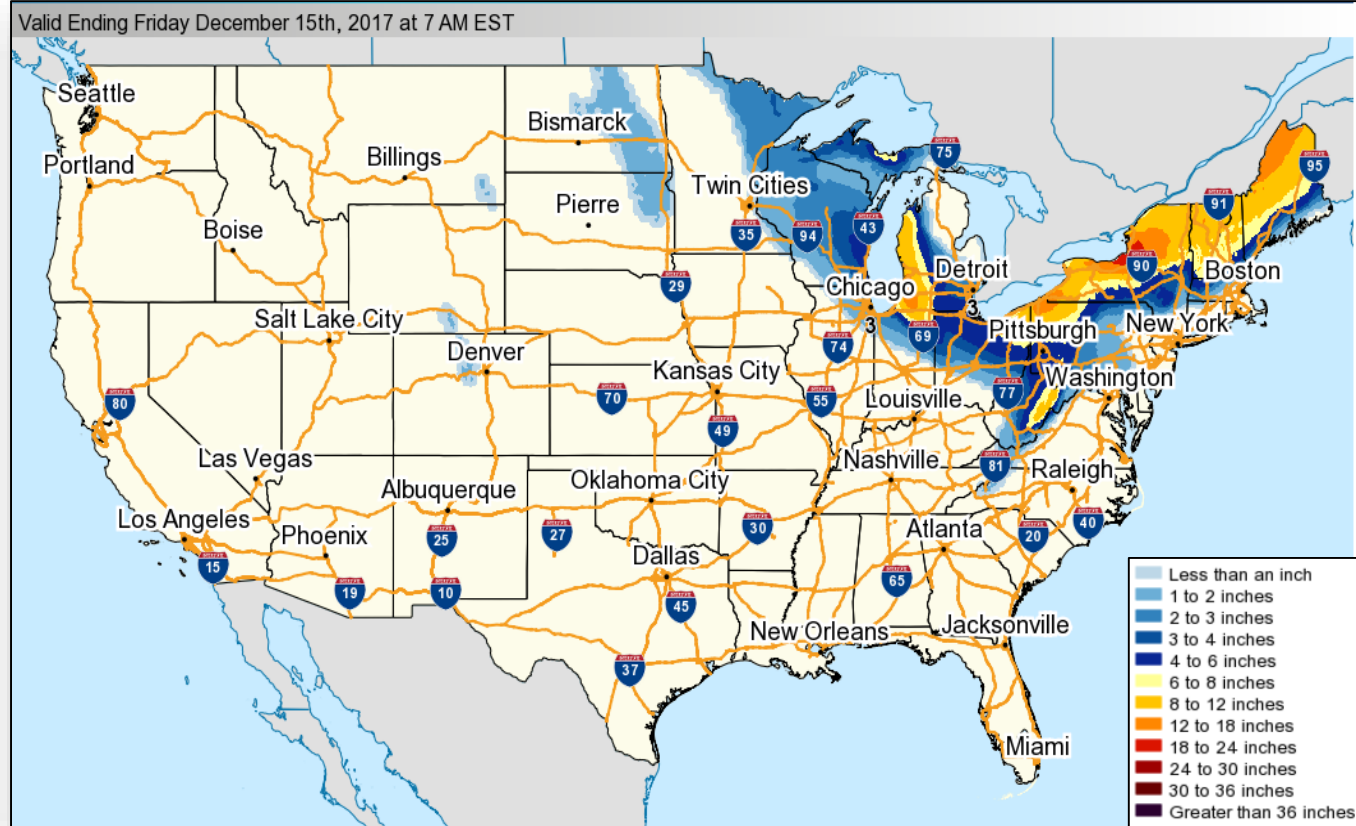 Valid Ending Friday December 15th, 2017 at 7 AM EST
Seattle
Portland
Billings
Bismarck
Boise
Pierre
Twin Cities
75
95
91
35
94
43
90
Boston
Detroit
3
Chicago
3
29
Salt Lake City
Denver
74
69
Pittsburgh
New York
Kansas City
Washington
80
70
55
77
Louisville
49
Las Vegas
Albuquerque
Oklahoma City
Nashville
81
Raleigh
Los Angeles
Phoenix
25
27
30
Atlanta
20
40
15
19
10
Dallas
45
65
New Orleans
Jacksonville
37
Miami
Less than an inch
1 to 2 inches
2 to 3 inches
3 to 4 inches
4 to 6 inches
6 to 8 inches
8 to 12 inches
12 to 18 inches
18 to 24 inches
24 to 30 inches
30 to 36 inches
Greater than 36 inches